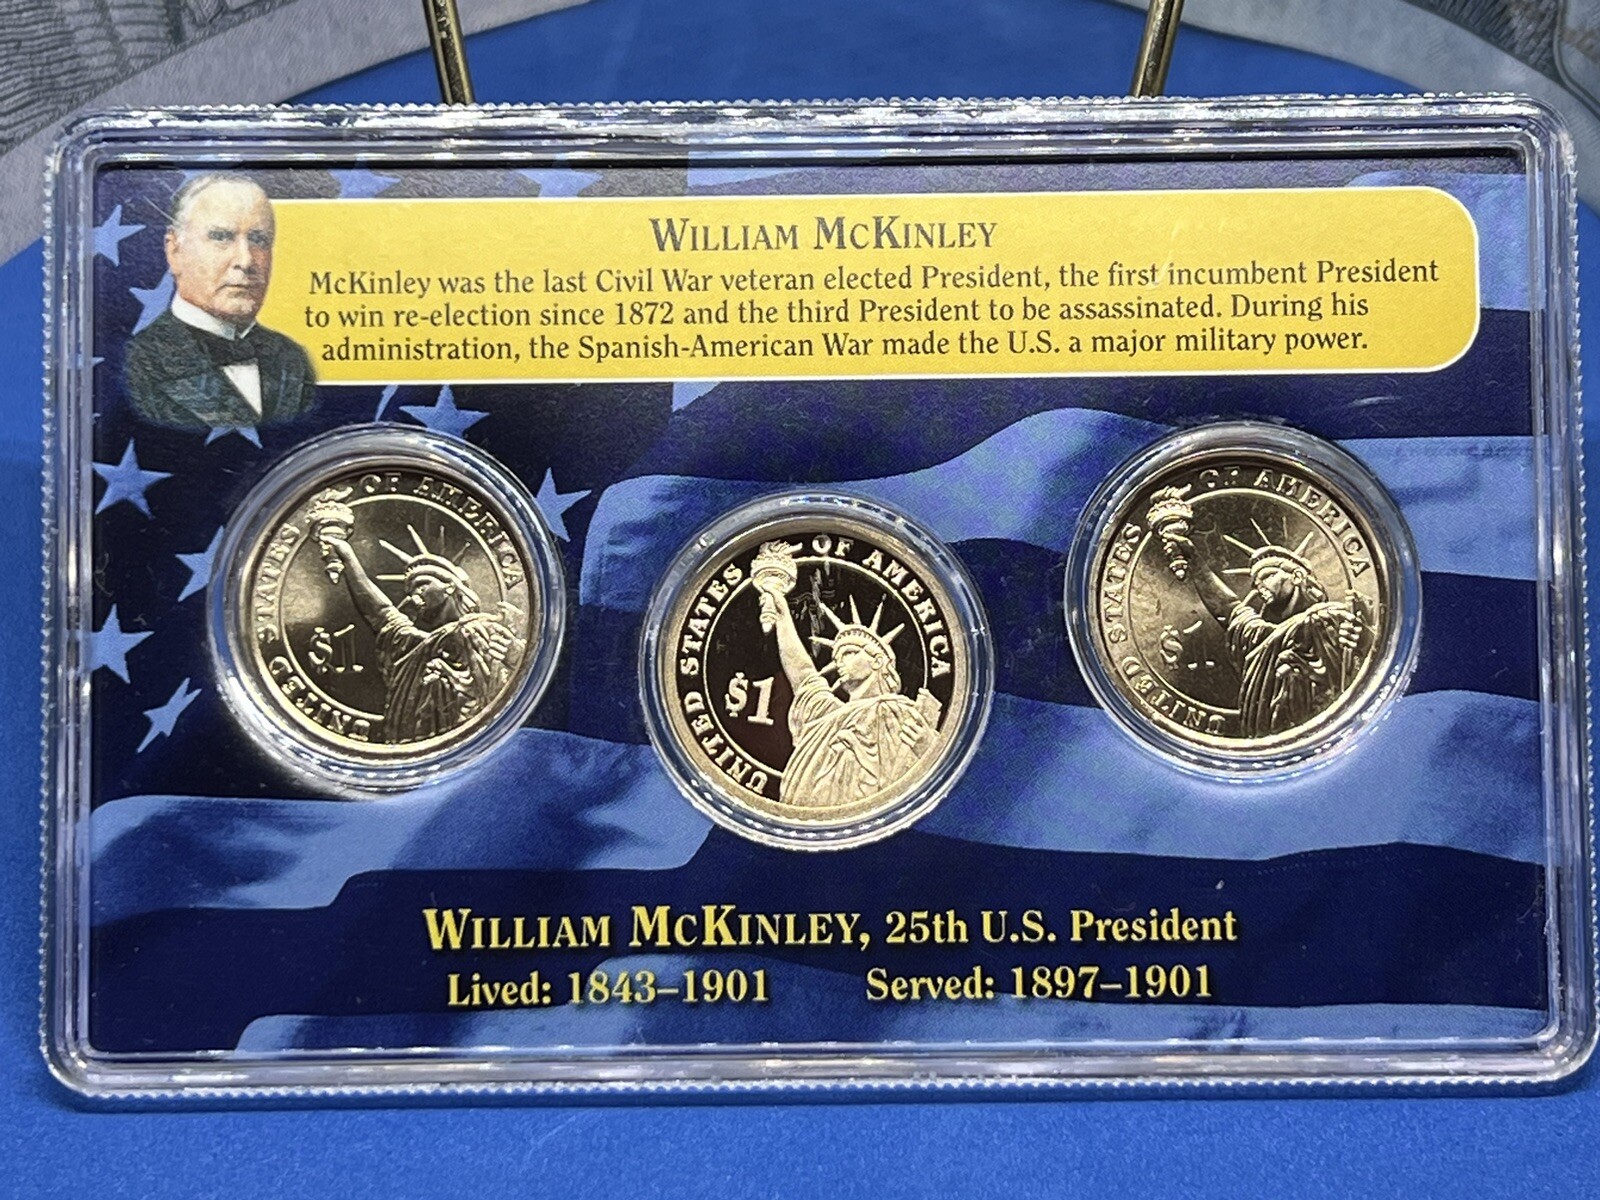 WILLIAM MCKINLEY
McKinley was the last Civil War veteran elected President, the first incumbent President
to win re-election since 1872 and the third President to be assassinated. During his
administration, the Spanish-American War made the U.S. a major military power.
UNITED STATES OF AMERICA
$1
UNITED STATES OF AMERICA
$1
UNITED STATES OF AMERICA
$1
WILLIAM MCKINLEY, 25th U.S. President
Lived: 1843–1901 Served: 1897–1901